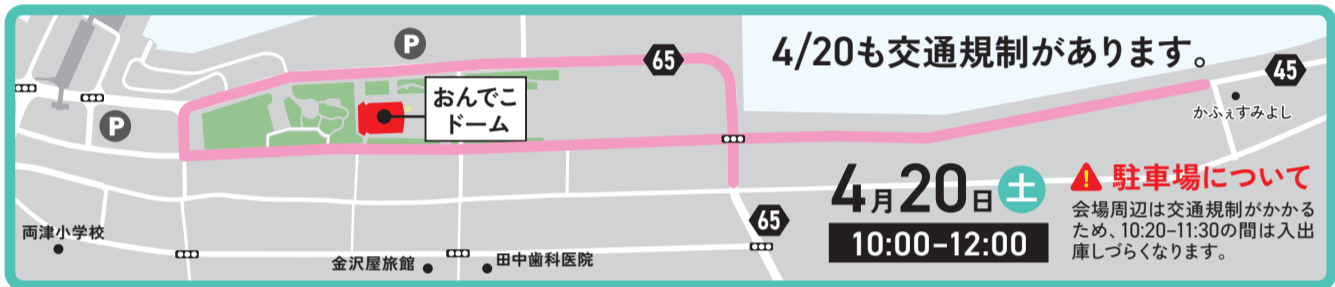 4/20も交通規制があります。
P
65
45
おんでこ
ドーム
P
かふぇすみよし
4月20日 土
10:00-12:00
駐車場について
会場周辺は交通規制がかかる
ため、10:20-11:30の間は入出
庫しづらくなります。
65
両津小学校
金沢屋旅館
田中歯科医院